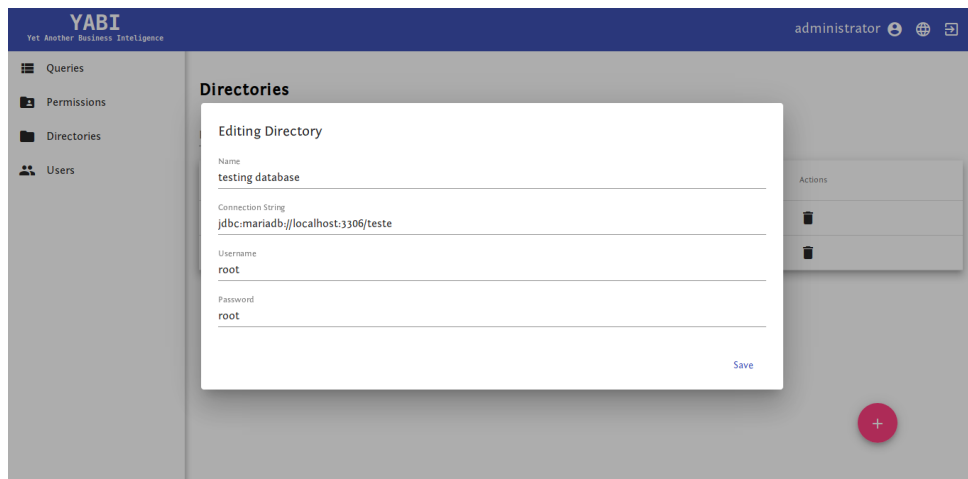 YABI
Yet Another Business Inteligence
administrator
Queries
Permissions
Directories
Users
Directories
Editing Directory
Name
testing database
Connection String
jdbc:mariadb://localhost:3306/teste
Username
root
Password
root
Save
Actions
+